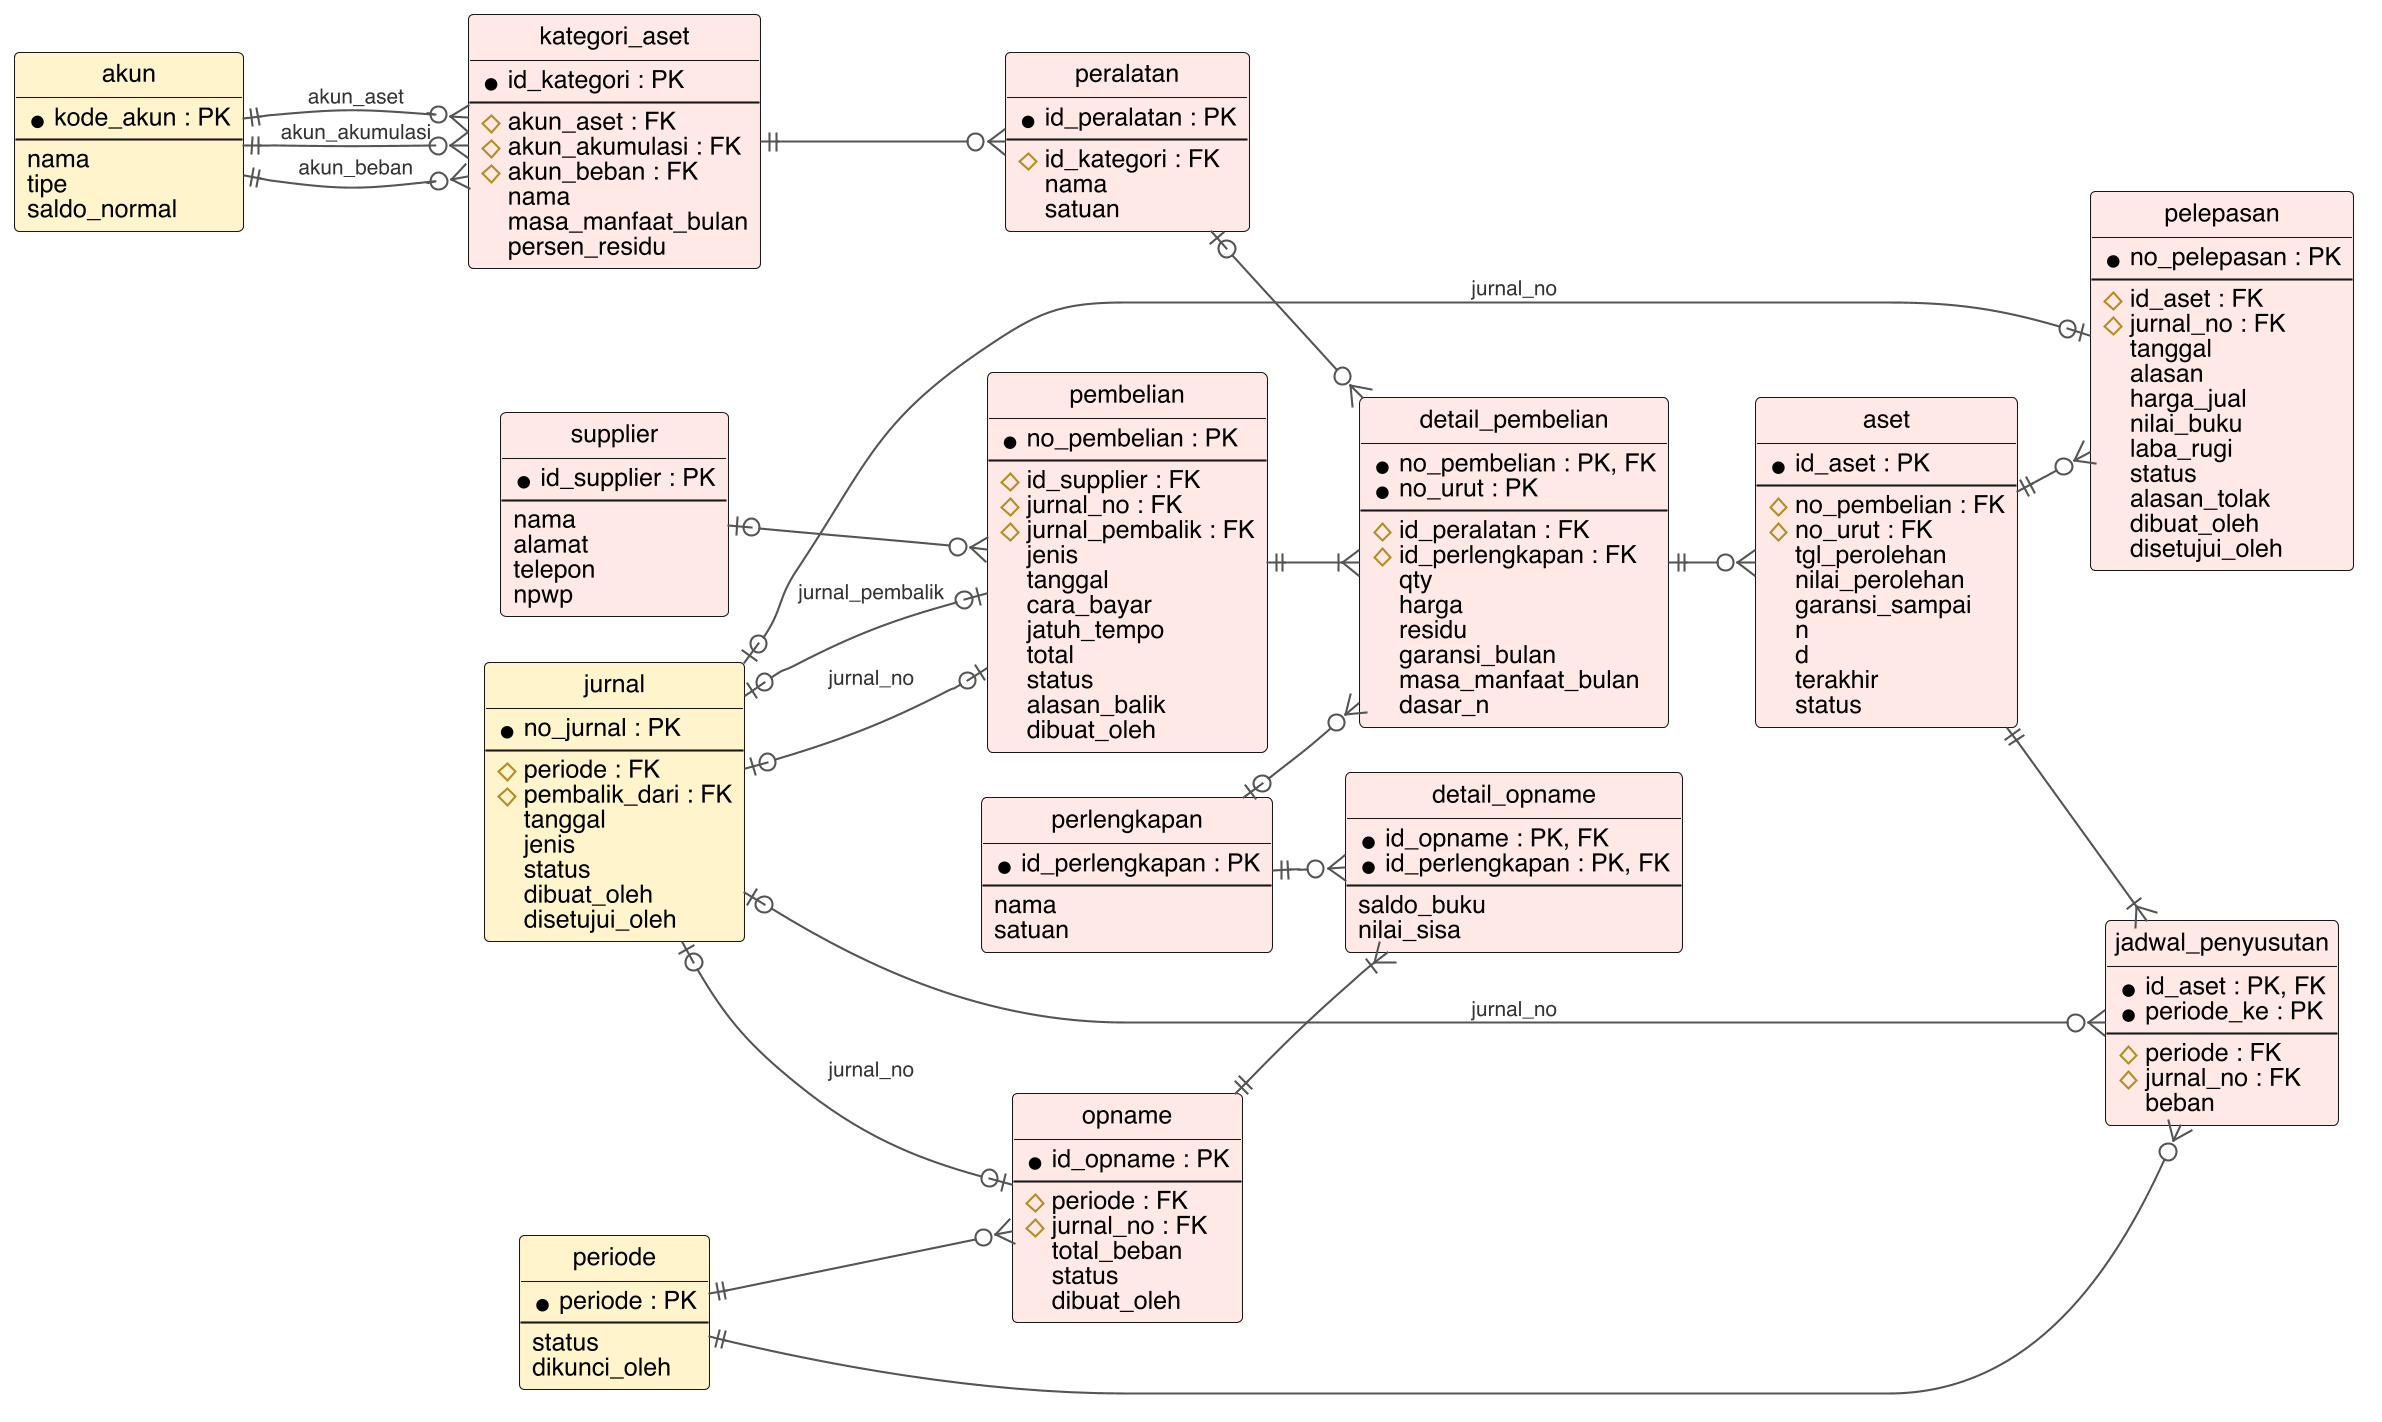 akun
kode_akun : PK
nama
tipe
saldo_normal
akun_aset
akun_akumulasi
akun_beban
kategori_aset
id_kategori : PK
akun_aset : FK
akun_akumulasi : FK
akun_beban : FK
nama
masa_manfaat_bulan
persen_residu
peralatan
id_peralatan : PK
id_kategori : FK
nama
satuan
pelepasan
no_pelepasan : PK
id_aset : FK
jurnal_no : FK
tanggal
alasan
harga_jual
nilai_buku
laba_rugi
status
alasan_tolak
dibuat_oleh
disetujui_oleh
jurnal_no
supplier
id_supplier : PK
nama
alamat
telepon
npwp
pembelian
no_pembelian : PK
id_supplier : FK
jurnal_no : FK
jurnal_pembalik : FK
jenis
tanggal
cara_bayar
jatuh_tempo
total
status
alasan_balik
dibuat_oleh
detail_pembelian
no_pembelian : PK, FK
no_urut : PK
id_peralatan : FK
id_perlengkapan : FK
qty
harga
residu
garansi_bulan
masa_manfaat_bulan
dasar_n
aset
id_aset : PK
no_pembelian : FK
no_urut : FK
tgl_perolehan
nilai_perolehan
garansi_sampai
n
d
terakhir
status
jurnal_pembalik
jurnal_no
jurnal
no_jurnal : PK
periode : FK
pembalik_dari : FK
tanggal
jenis
status
dibuat_oleh
disetujui_oleh
perlengkapan
id_perlengkapan : PK
nama
satuan
detail_opname
id_opname : PK, FK
id_perlengkapan : PK, FK
saldo_buku
nilai_sisa
jadwal_penyusutan
id_aset : PK, FK
periode_ke : PK
periode : FK
jurnal_no : FK
beban
jurnal_no
jurnal_no
opname
id_opname : PK
periode : FK
jurnal_no : FK
total_beban
status
dibuat_oleh
periode
periode : PK
status
dikunci_oleh